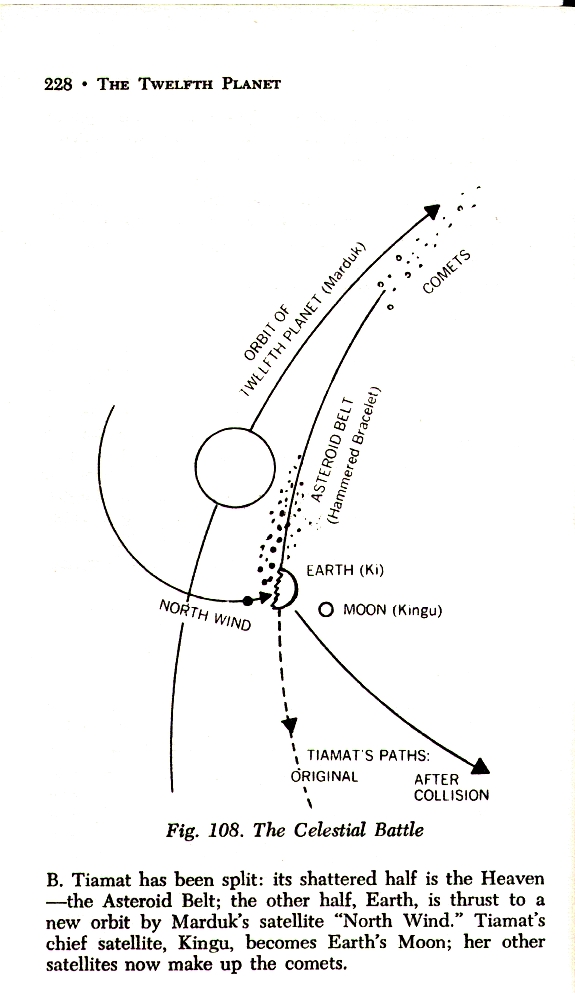 228 • The Twelfth Planet
ORBIT OF
TWELFTH PLANET (Marduk)
COMETS
ASTEROID BELT
(Hammered Bracelet)
EARTH (Ki)
MOON (Kingu)
NORTH WIND
TIAMAT'S PATHS:
ORIGINAL
AFTER
COLLISION
Fig. 108. The Celestial Battle
B. Tiamat has been split: its shattered half is the Heaven
—the Asteroid Belt; the other half, Earth, is thrust to a
new orbit by Marduk's satellite “North Wind.” Tiamat's
chief satellite, Kingu, becomes Earth's Moon; her other
satellites now make up the comets.